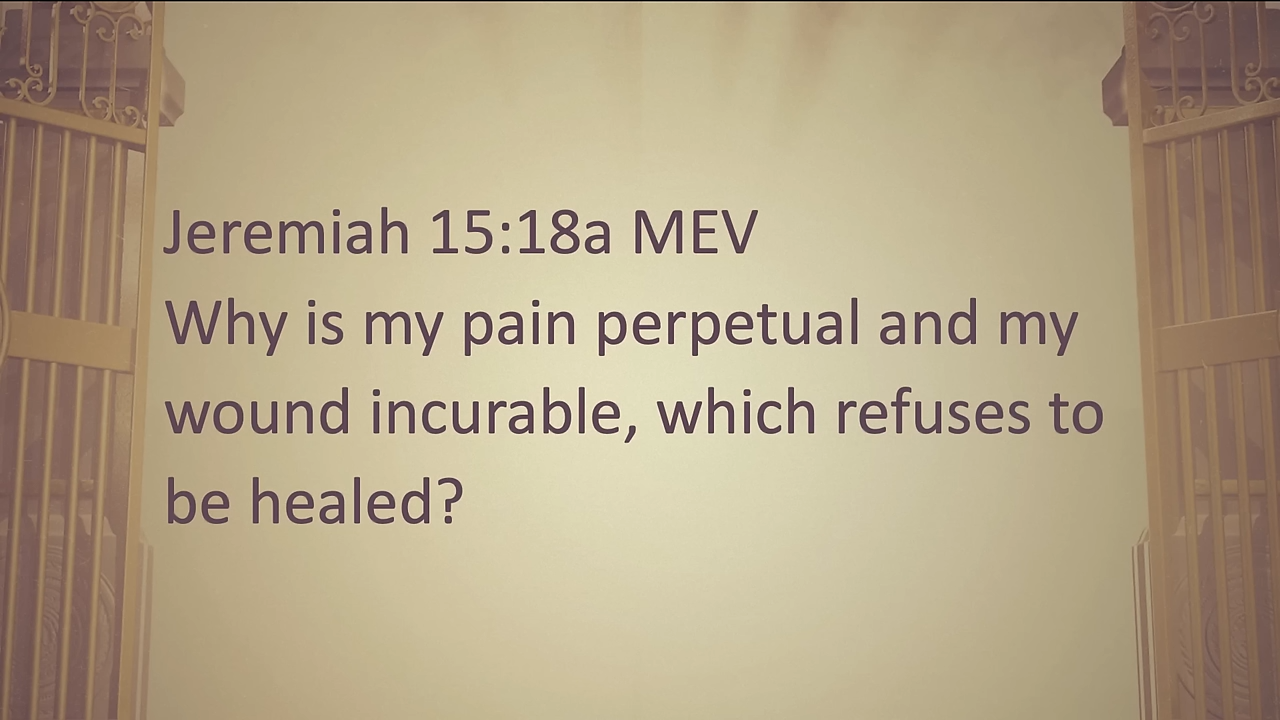 Jeremiah 15:18a MEV
Why is my pain perpetual and my
wound incurable, which refuses to
be healed?